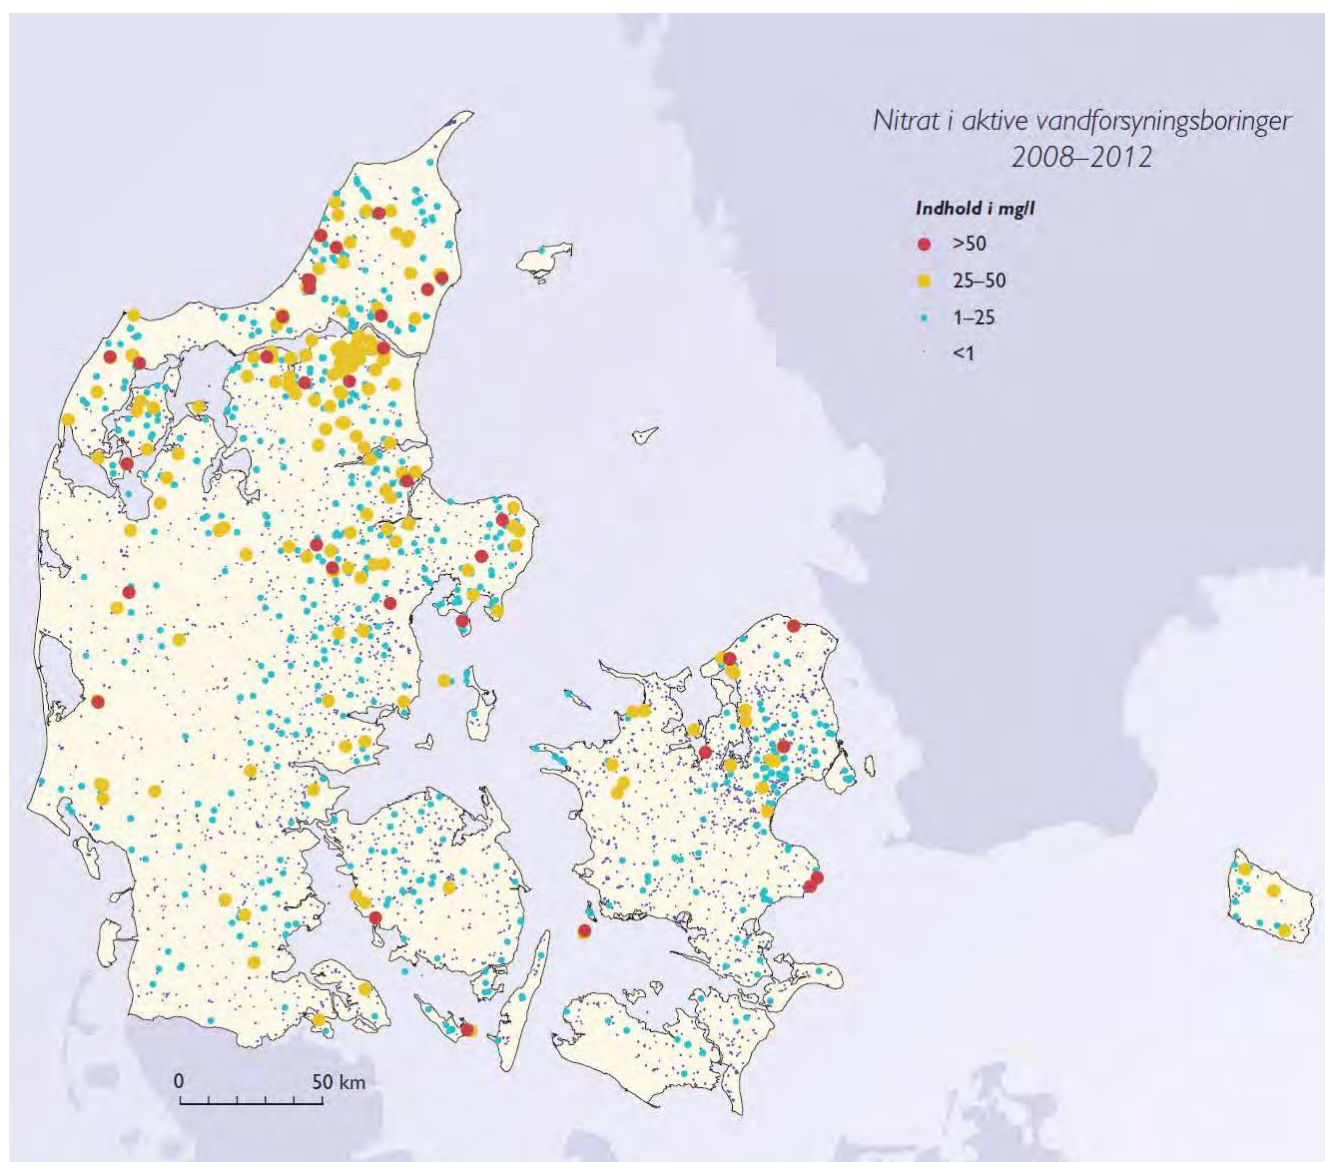 Nitrat i aktive vandforsyningsboringer
2008–2012
Indhold i mg/l
>50
25–50
1–25
<1
0 50 km